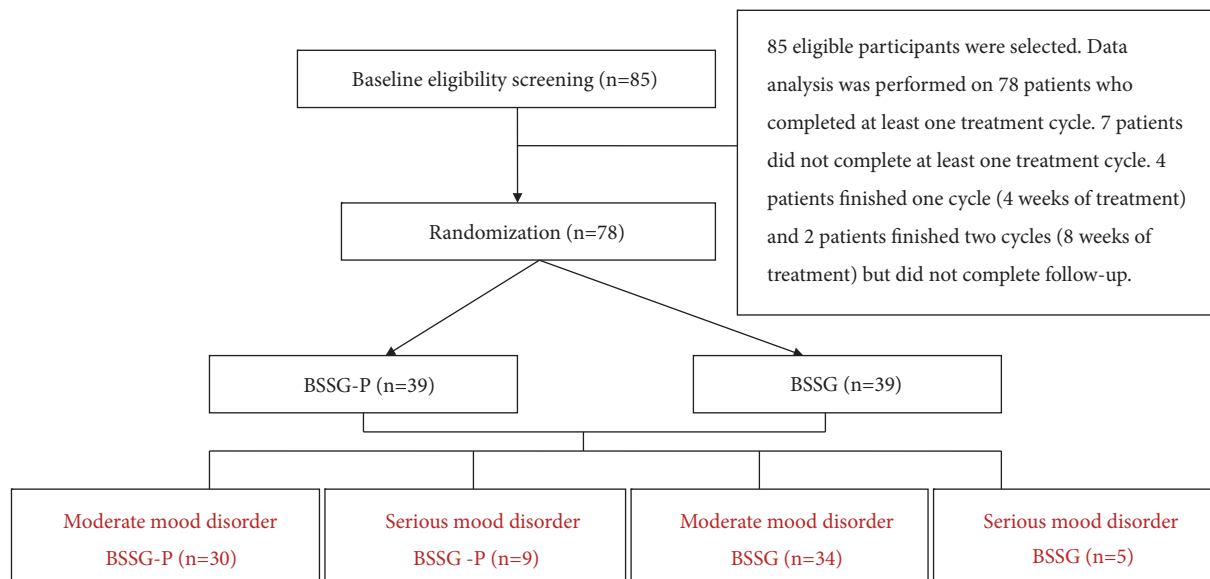 Baseline eligibility screening (n=85)
85 eligible participants were selected. Data
analysis was performed on 78 patients who
completed at least one treatment cycle. 7 patients
did not complete at least one treatment cycle. 4
patients finished one cycle (4 weeks of treatment)
and 2 patients finished two cycles (8 weeks of
treatment) but did not complete follow-up.
Randomization (n=78)
BSSG-P (n=39)
BSSG (n=39)
Moderate mood disorder
BSSG-P (n=30)
Serious mood disorder
BSSG -P (n=9)
Moderate mood disorder
BSSG (n=34)
Serious mood disorder
BSSG (n=5)